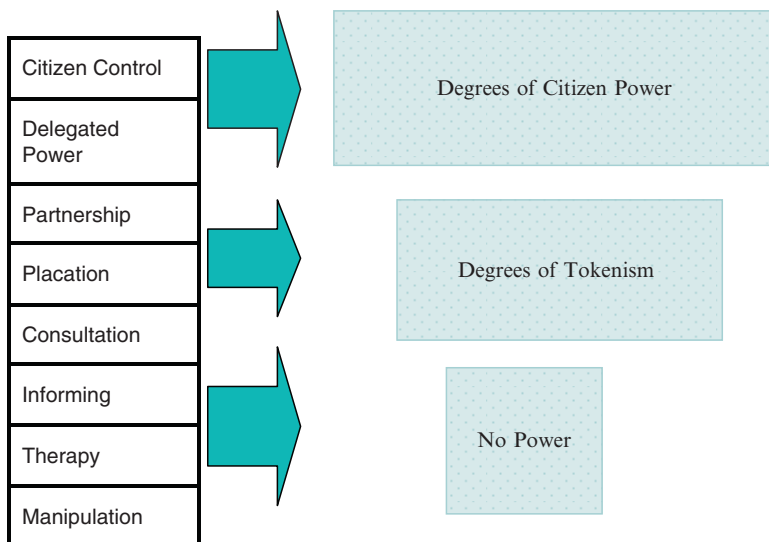 Citizen Control
Delegated
Power
Partnership
Placation
Consultation
Informing
Therapy
Manipulation
Degrees of Citizen Power
Degrees of Tokenism
No Power